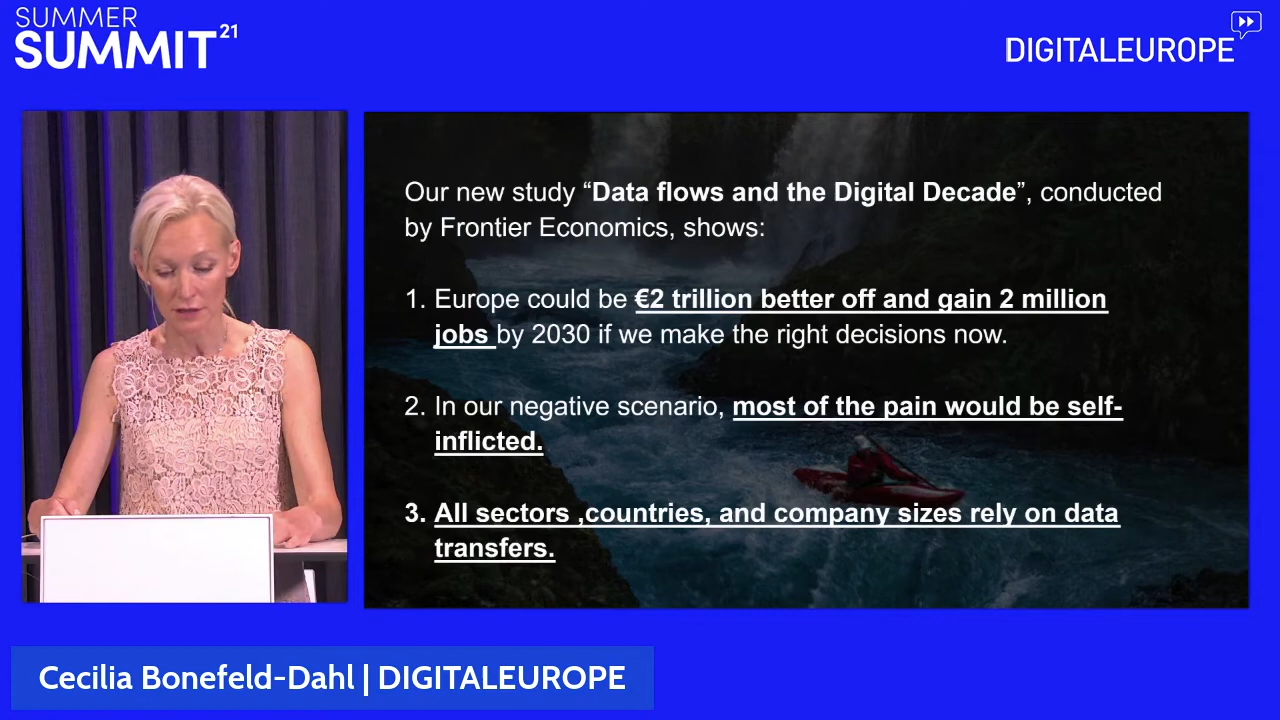 SUMMER
SUMMIT21
DIGITALEUROPE
Our new study “Data flows and the Digital Decade”, conducted
by Frontier Economics, shows:
1. Europe could be €2 trillion better off and gain 2 million
jobs by 2030 if we make the right decisions now.
2. In our negative scenario, most of the pain would be self-
inflicted.
3. All sectors ,countries, and company sizes rely on data
transfers.
Cecilia Bonefeld-Dahl | DIGITALEUROPE